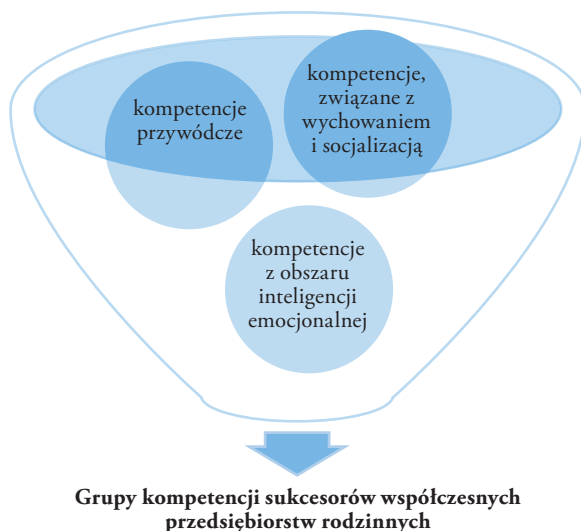 kompetencje
przywódcze
kompetencje,
związane z
wychowaniem
i socjalizacją
kompetencje
z obszaru
inteligencji
emocjonalnej
Grupy kompetencji sukcesorów współczesnych
przedsiębiorstw rodzinnych